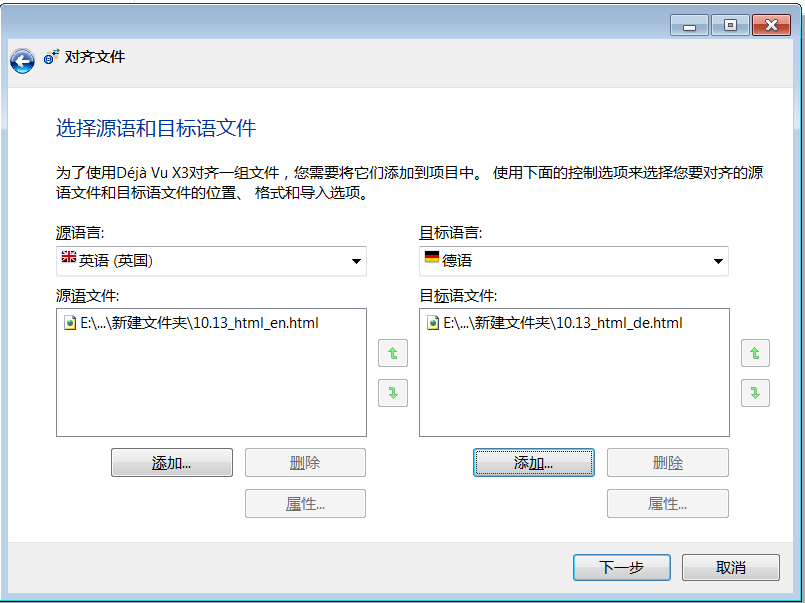 对齐文件
选择源语和目标语文件
为了使用Déjà Vu X3对齐一组文件，您需要将它们添加到项目中。 使用下面的控制选项来选择您要对齐的源
语文件和目标语文件的位置、 格式和导入选项。
源语言:
目标语言:
英语 (英国)
德语
源语文件:
目标语文件:
E:\...\新建文件夹\10.13_html_en.html
E:\...\新建文件夹\10.13_html_de.html
添加...
删除
添加...
删除
属性...
属性...
下一步
取消